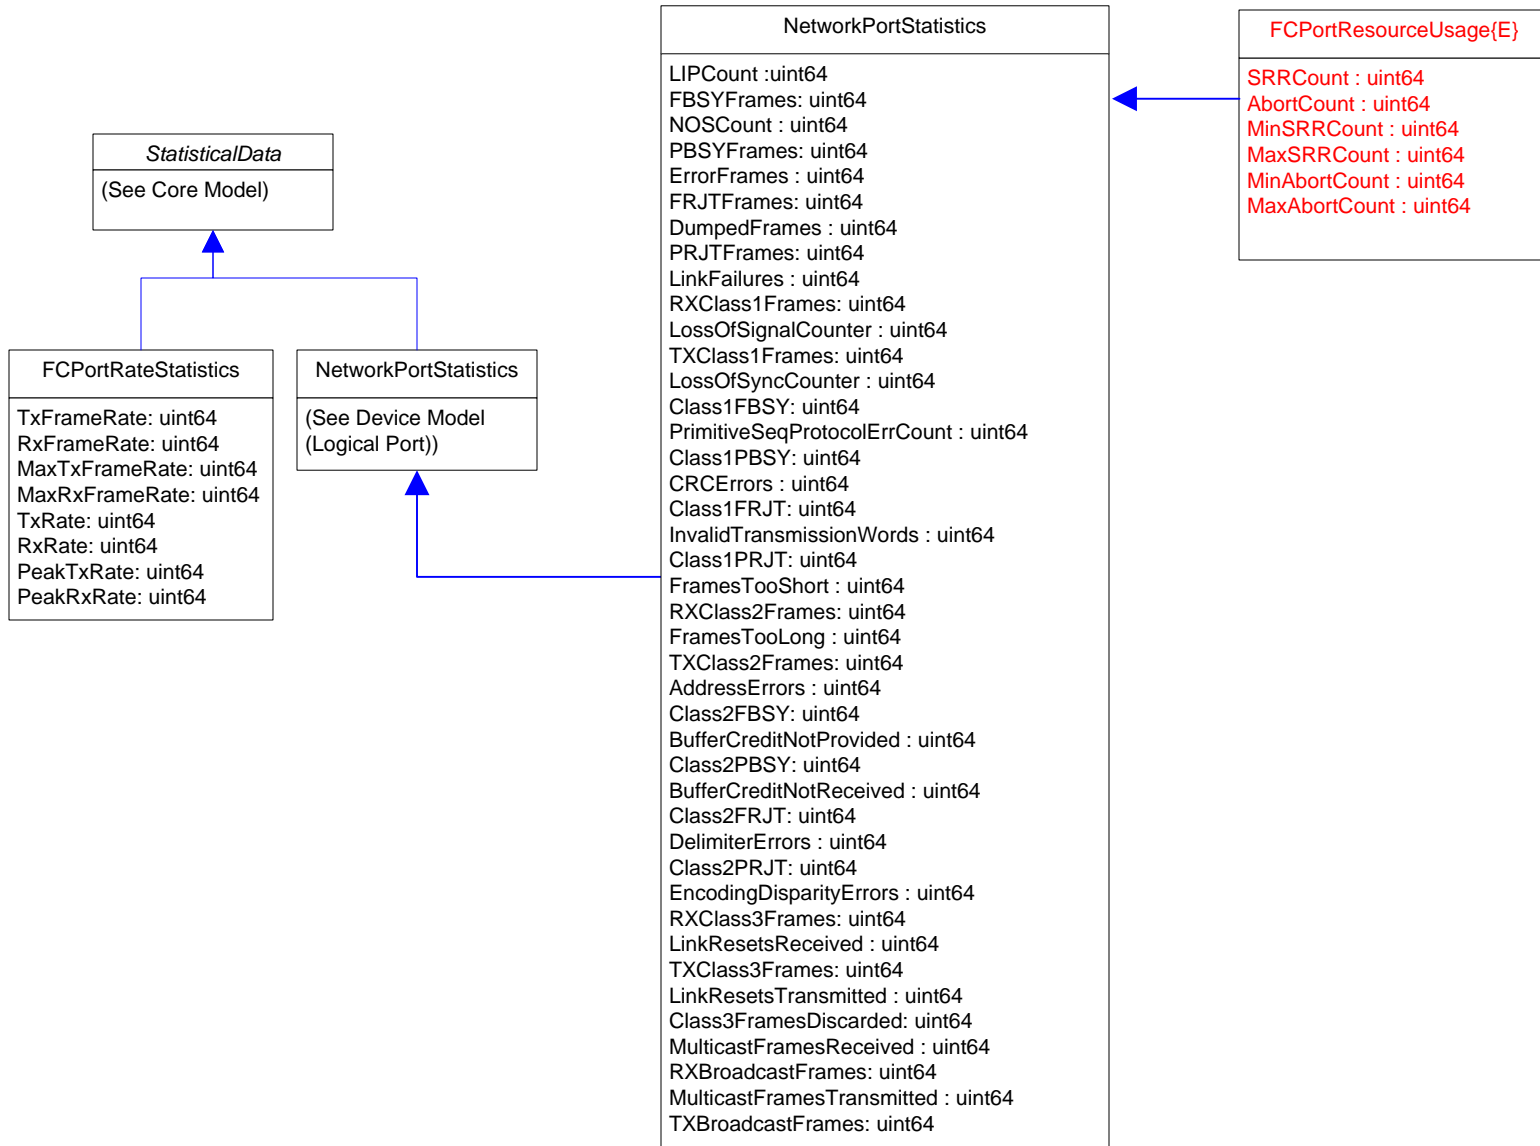 StatisticalData
(See Core Model)
FCPortRateStatistics
TxFrameRate: uint64
RxFrameRate: uint64
MaxTxFrameRate: uint64
MaxRxFrameRate: uint64
TxRate: uint64
RxRate: uint64
PeakTxRate: uint64
PeakRxRate: uint64
NetworkPortStatistics
(See Device Model
(Logical Port))
NetworkPortStatistics
LIPCount :uint64
FBSYFrames: uint64
NOSCount : uint64
PBSYFrames: uint64
ErrorFrames : uint64
FRJTFrames: uint64
DumpedFrames : uint64
PRJTFrames: uint64
LinkFailures : uint64
RXClass1Frames: uint64
LossOfSignalCounter : uint64
TXClass1Frames: uint64
LossOfSyncCounter : uint64
Class1FBSY: uint64
PrimitiveSeqProtocolErrCount : uint64
Class1PBSY: uint64
CRCErrors : uint64
Class1FRJT: uint64
InvalidTransmissionWords : uint64
Class1PRJT: uint64
FramesTooShort : uint64
RXClass2Frames: uint64
FramesTooLong : uint64
TXClass2Frames: uint64
AddressErrors : uint64
Class2FBSY: uint64
BufferCreditNotProvided : uint64
Class2PBSY: uint64
BufferCreditNotReceived : uint64
Class2FRJT: uint64
DelimiterErrors : uint64
Class2PRJT: uint64
EncodingDisparityErrors : uint64
RXClass3Frames: uint64
LinkResetsReceived : uint64
TXClass3Frames: uint64
LinkResetsTransmitted : uint64
Class3FramesDiscarded: uint64
MulticastFramesReceived : uint64
RXBroadcastFrames: uint64
MulticastFramesTransmitted : uint64
TXBroadcastFrames: uint64
FCPortResourceUsage{E}
SRRCount : uint64
AbortCount : uint64
MinSRRCount : uint64
MaxSRRCount : uint64
MinAbortCount : uint64
MaxAbortCount : uint64